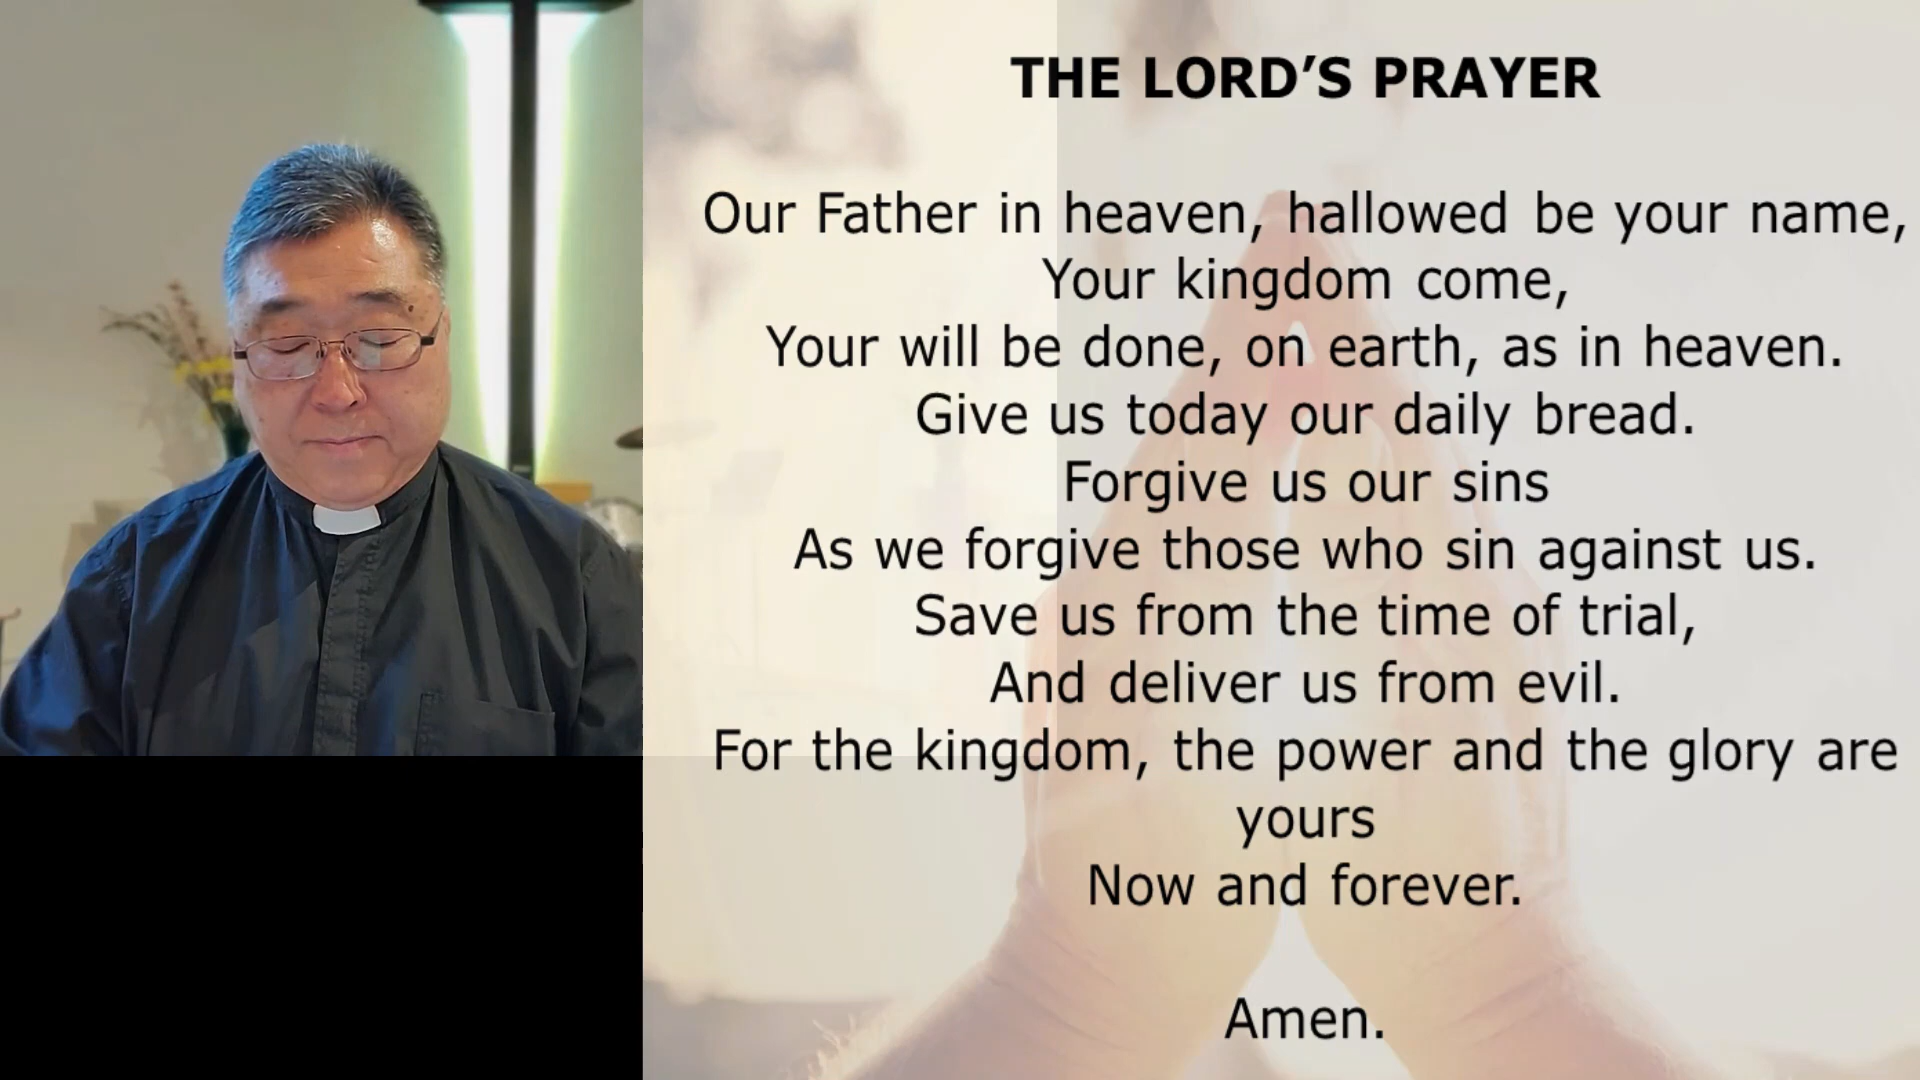 THE LORD’S PRAYER
Our Father in heaven, hallowed be your name,
Your kingdom come,
Your will be done, on earth, as in heaven.
Give us today our daily bread.
Forgive us our sins
As we forgive those who sin against us.
Save us from the time of trial,
And deliver us from evil.
For the kingdom, the power and the glory are
yours
Now and forever.
Amen.